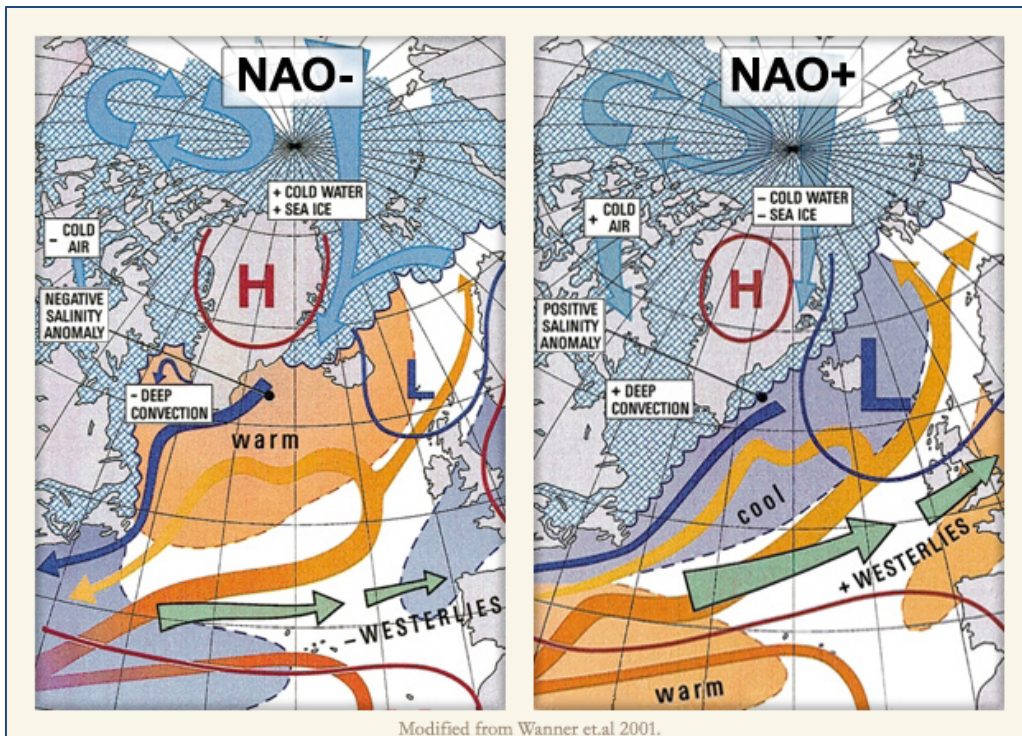 NAO-
+ COLD WATER
+ SEA ICE
- COLD
AIR
H
NEGATIVE
SALINITY
ANOMALY
L
- DEEP
CONVECTION
warm
- WESTERLIES
NAO+
+ COLD
AIR
- COLD WATER
- SEA ICE
H
POSITIVE
SALINITY
ANOMALY
L
+ DEEP
CONVECTION
cool
+ WESTERLIES
warm
Modified from Wanner et.al 2001.